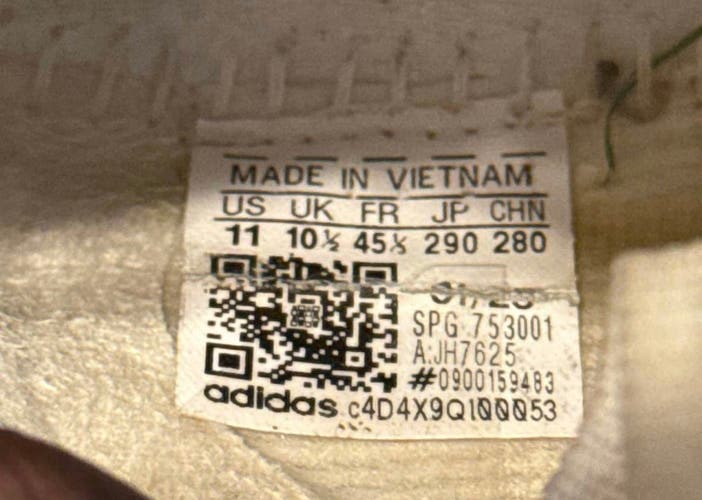 MADE IN VIETNAM
US UK FR JP CHN
11 10½ 45⅓ 290 280
SPG 753001
A:JH7625
#0900159483
adidas c4D4X9QI00053